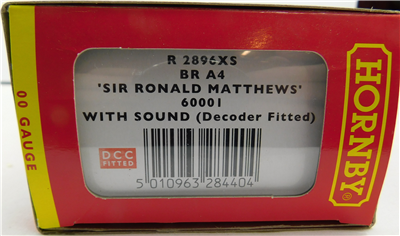 R 2896XS
BR A4
'SIR RONALD MATTHEWS'
60001
WITH SOUND (Decoder Fitted)
DCC
FITTED
5 010963 284404
00 GAUGE
HORNBY®